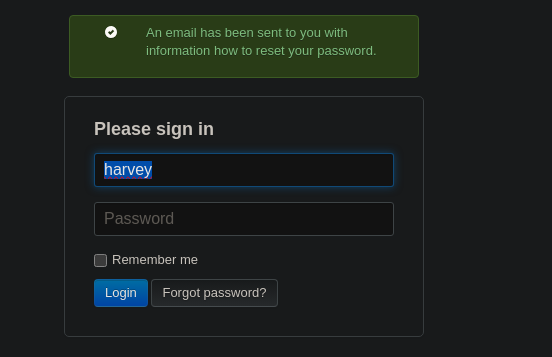 An email has been sent to you with
information how to reset your password.
Please sign in
harvey
Password
Remember me
Login Forgot password?